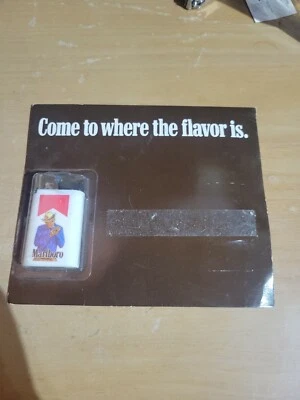 Come to where the flavor is.
Marlboro